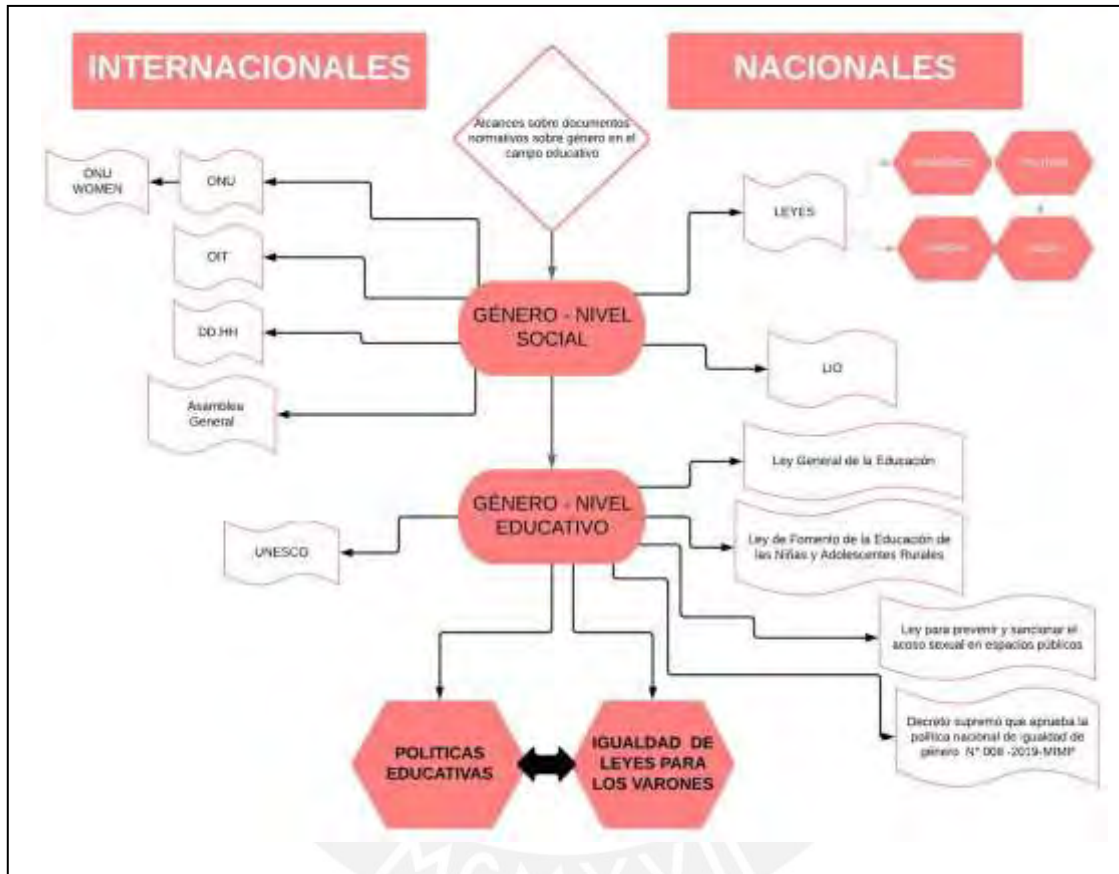 INTERNACIONALES
NACIONALES
Alcances sobre documentos
normativos sobre género en el
campo educativo
ONU
WOMEN
ONU
LEYES
OIT
GÉNERO - NIVEL
SOCIAL
DD.HH
LIO
Asamblea
General
Ley General de la Educación
GÉNERO - NIVEL
EDUCATIVO
UNESCO
Ley de Fomento de la Educación de
las Niñas y Adolescentes Rurales
Ley para prevenir y sancionar el
acoso sexual en espacios públicos
Decreto supremo que aprueba la
política nacional de igualdad de
género N° 008 -2019-MIMP
POLITICAS
EDUCATIVAS
IGUALDAD DE
LEYES PARA
LOS VARONES
MCMXVII